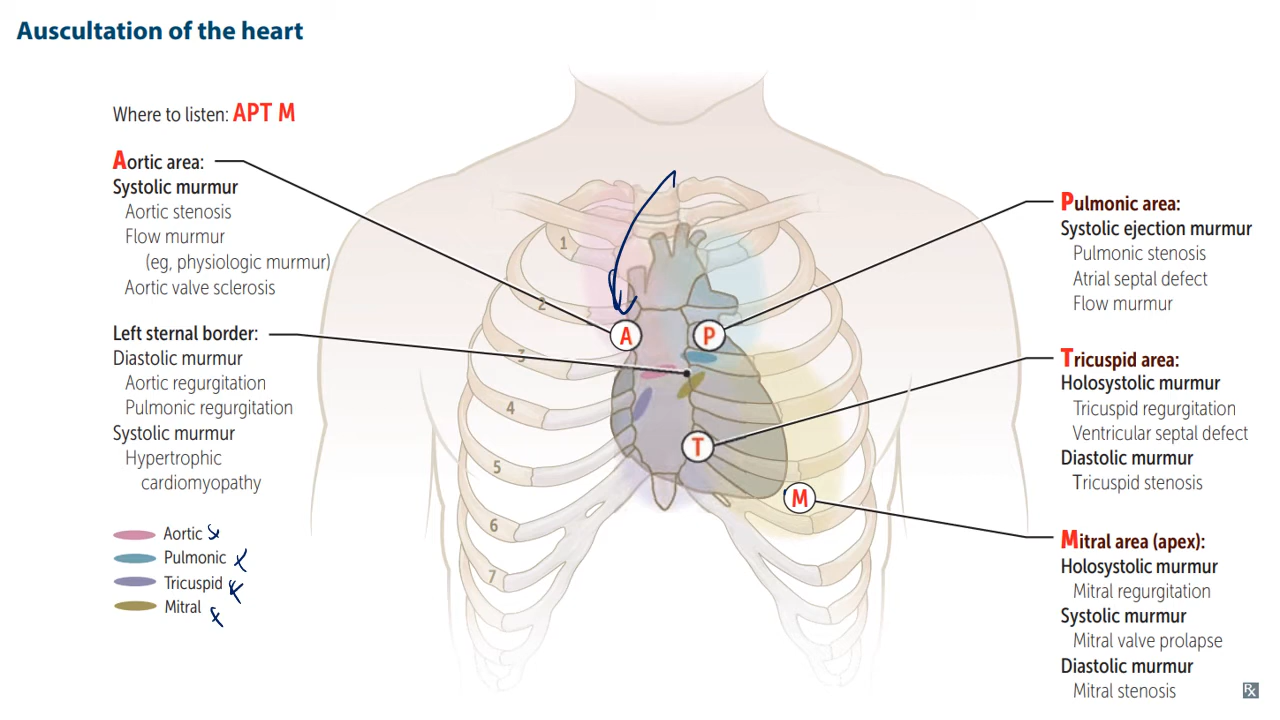 Auscultation of the heart
Where to listen: APT M
Aortic area:
Systolic murmur
Aortic stenosis
Flow murmur
(eg, physiologic murmur)
Aortic valve sclerosis
Left sternal border:
Diastolic murmur
Aortic regurgitation
Pulmonic regurgitation
Systolic murmur
Hypertrophic
cardiomyopathy
Aortic
Pulmonic
Tricuspid
Mitral
1
2
3
4
5
6
7
A
P
T
M
Pulmonic area:
Systolic ejection murmur
Pulmonic stenosis
Atrial septal defect
Flow murmur
Tricuspid area:
Holosystolic murmur
Tricuspid regurgitation
Ventricular septal defect
Diastolic murmur
Tricuspid stenosis
Mitral area (apex):
Holosystolic murmur
Mitral regurgitation
Systolic murmur
Mitral valve prolapse
Diastolic murmur
Mitral stenosis
Rx